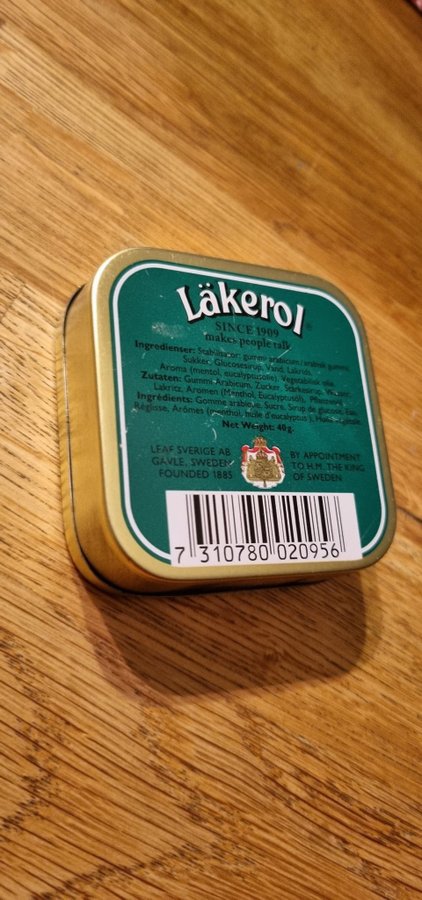 Läkerol®
SINCE 1909
makes people talk
Ingredienser: Stabilisator: gummi arabicum / arabisk gummi,
Sukker, Glucosesirup, Vand, Lakrids,
Aroma (mentol, eucalyptusolie), Vegetabilsk olie.
Zutaten: Gummi Arabicum, Zucker, Stärkesirup, Wasser,
Lakritz, Aromen (Menthol, Eucalyptusöl),
Ingrédients: Gomme arabique, Sucre, Sirop de glucose, Eau,
Réglisse, Arômes (menthol, huile d'eucalyptus), Huile végétale.
Net Weight: 40g.
LEAF SVERIGE AB
GÄVLE, SWEDEN
FOUNDED 1885
BY APPOINTMENT
TO H.M. THE KING
OF SWEDEN
7 310780 020956